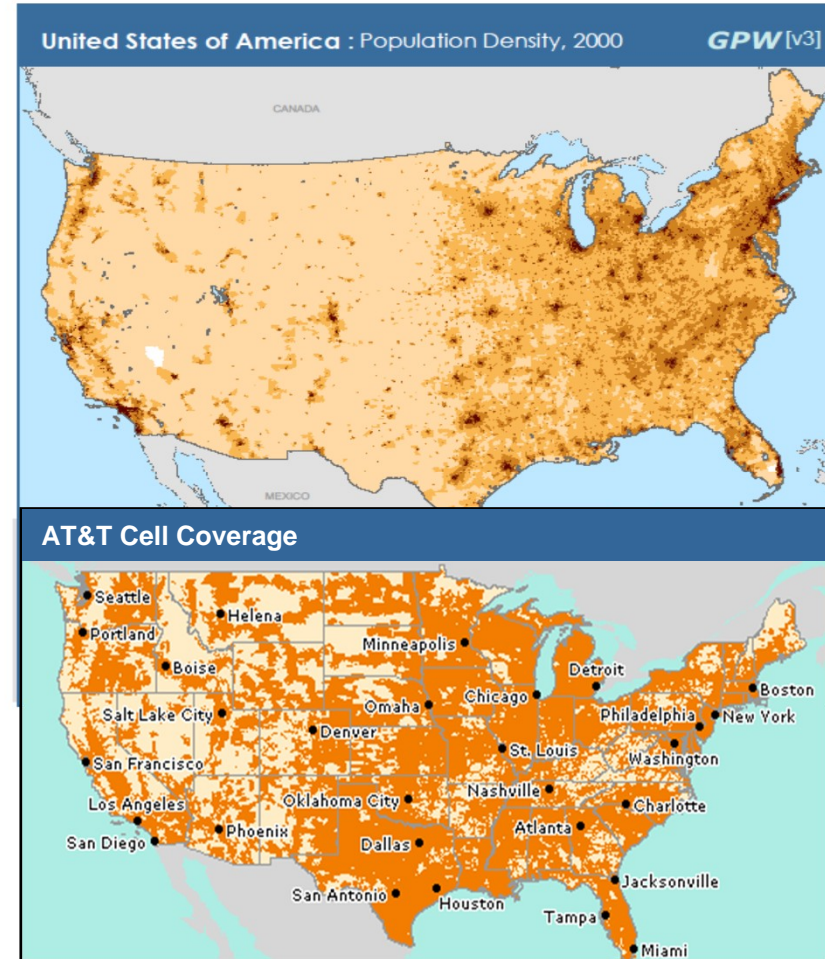 United States of America : Population Density, 2000 GPW [v3]
CANADA
MEXICO
AT&T Cell Coverage
Seattle
Helena
Portland
Minneapolis
Boise
Detroit
Boston
Omaha
Chicago
Salt Lake City
Philadelphia
New York
Denver
St. Louis
Washington
San Francisco
Nashville
Los Angeles
Oklahoma City
Charlotte
Phoenix
Atlanta
San Diego
Dallas
Jacksonville
San Antonio
Houston
Tampa
Miami